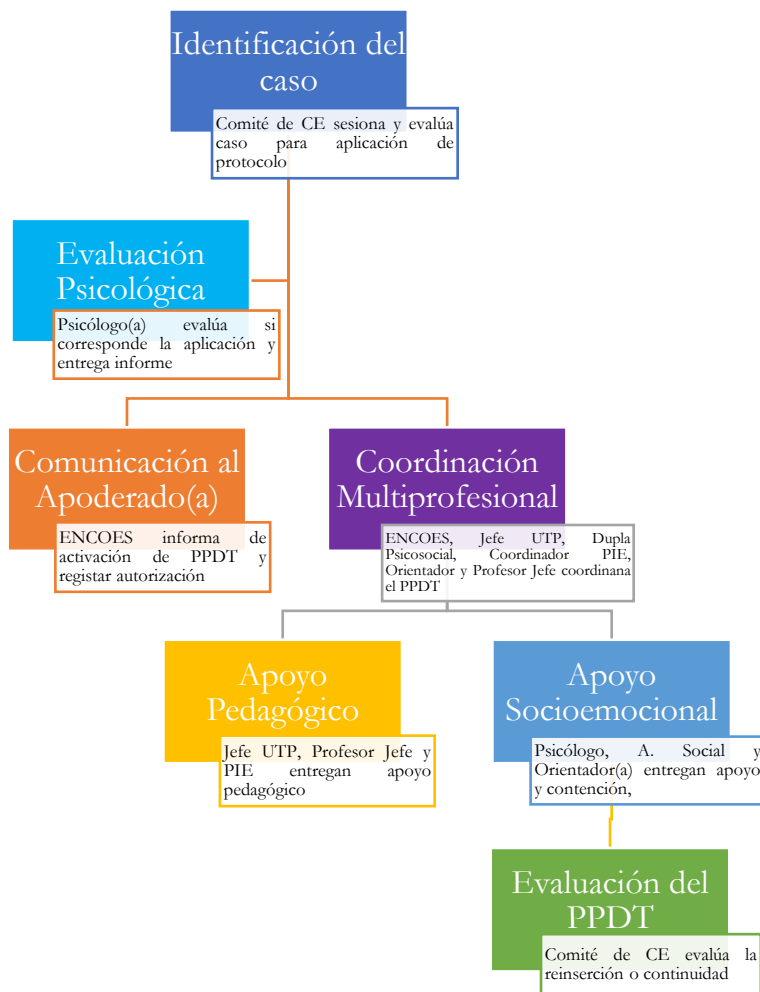 Identificación del
caso
Comité de CE sesiona y evalúa
caso para aplicación de
protocolo
Evaluación
Psicológica
Psicólogo(a) evalúa si
corresponde la aplicación y
entrega informe
Comunicación al
Apoderado(a)
ENCOES informa de
activación de PPDT y
registar autorización
Coordinación
Multiprofesional
ENCOES, Jefe UTP, Dupla
Psicosocial, Coordinador PIE,
Orientador y Profesor Jefe coordinana
el PPDT
Apoyo
Pedagógico
Jefe UTP, Profesor Jefe y
PIE entregan apoyo
pedagógico
Apoyo
Socioemocional
Psicólogo, A. Social y
Orientador(a) entregan apoyo
y contención,
Evaluación del
PPDT
Comité de CE evalúa la
reinserción o continuidad